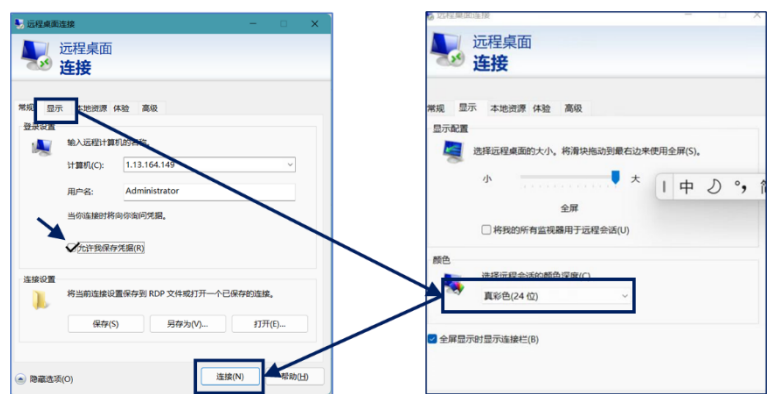 远程桌面连接
远程桌面
连接
常规 显示 本地资源 体验 高级
登录设置
输入远程计算机的名称。
计算机(C): 1.13.164.149
用户名: Administrator
当你连接时将向你询问凭据。
允许我保存凭据(R)
连接设置
将当前连接设置保存到 RDP 文件或打开一个已保存的连接。
保存(S) 另存为(V)... 打开(E)...
隐藏选项(O) 连接(N) 帮助(H)
远程桌面连接
远程桌面
连接
常规 显示 本地资源 体验 高级
显示配置
选择远程桌面的大小。将滑块拖动到最右边来使用全屏(S)。
小 大
全屏
将我的所有监视器用于远程会话(U)
中 简
颜色
选择远程会话的颜色深度(C)
真彩色(24 位)
全屏显示时显示连接栏(B)